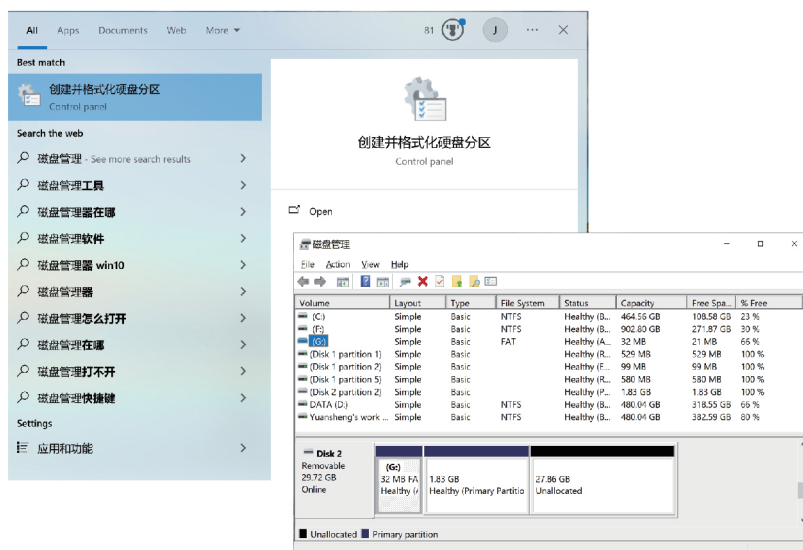 All Apps Documents Web More 81 J
Best match
创建并格式化硬盘分区
Control panel
Search the web
磁盘管理 - See more search results
磁盘管理工具
磁盘管理器在哪
磁盘管理软件
磁盘管理器 win10
磁盘管理器
磁盘管理怎么打开
磁盘管理在哪
磁盘管理打不开
磁盘管理快捷键
Settings
应用和功能
创建并格式化硬盘分区
Control panel
Open
磁盘管理
File Action View Help
Volume Layout Type File System Status Capacity Free Spa... % Free
(C:) Simple Basic NTFS Healthy (B... 464.56 GB 108.58 GB 23 %
(F:) Simple Basic NTFS Healthy (B... 902.80 GB 271.87 GB 30 %
(G:) Simple Basic FAT Healthy (A... 32 MB 21 MB 66 %
(Disk 1 partition 1) Simple Basic Healthy (R... 529 MB 529 MB 100 %
(Disk 1 partition 2) Simple Basic Healthy (E... 99 MB 99 MB 100 %
(Disk 1 partition 5) Simple Basic Healthy (R... 580 MB 580 MB 100 %
(Disk 2 partition 2) Simple Basic Healthy (P... 1.83 GB 1.83 GB 100 %
DATA (D:) Simple Basic NTFS Healthy (B... 480.04 GB 318.55 GB 66 %
Yuansheng's work ... Simple Basic NTFS Healthy (B... 480.04 GB 382.59 GB 80 %
Disk 2
Removable
29.72 GB
Online
(G:)
32 MB FA
Healthy (A
1.83 GB
Healthy (Primary Partitio
27.86 GB
Unallocated
Unallocated Primary partition